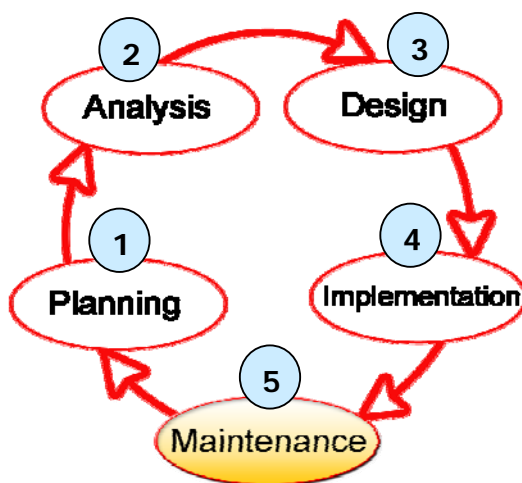 2
Analysis
3
Design
1
Planning
4
Implementation
5
Maintenance